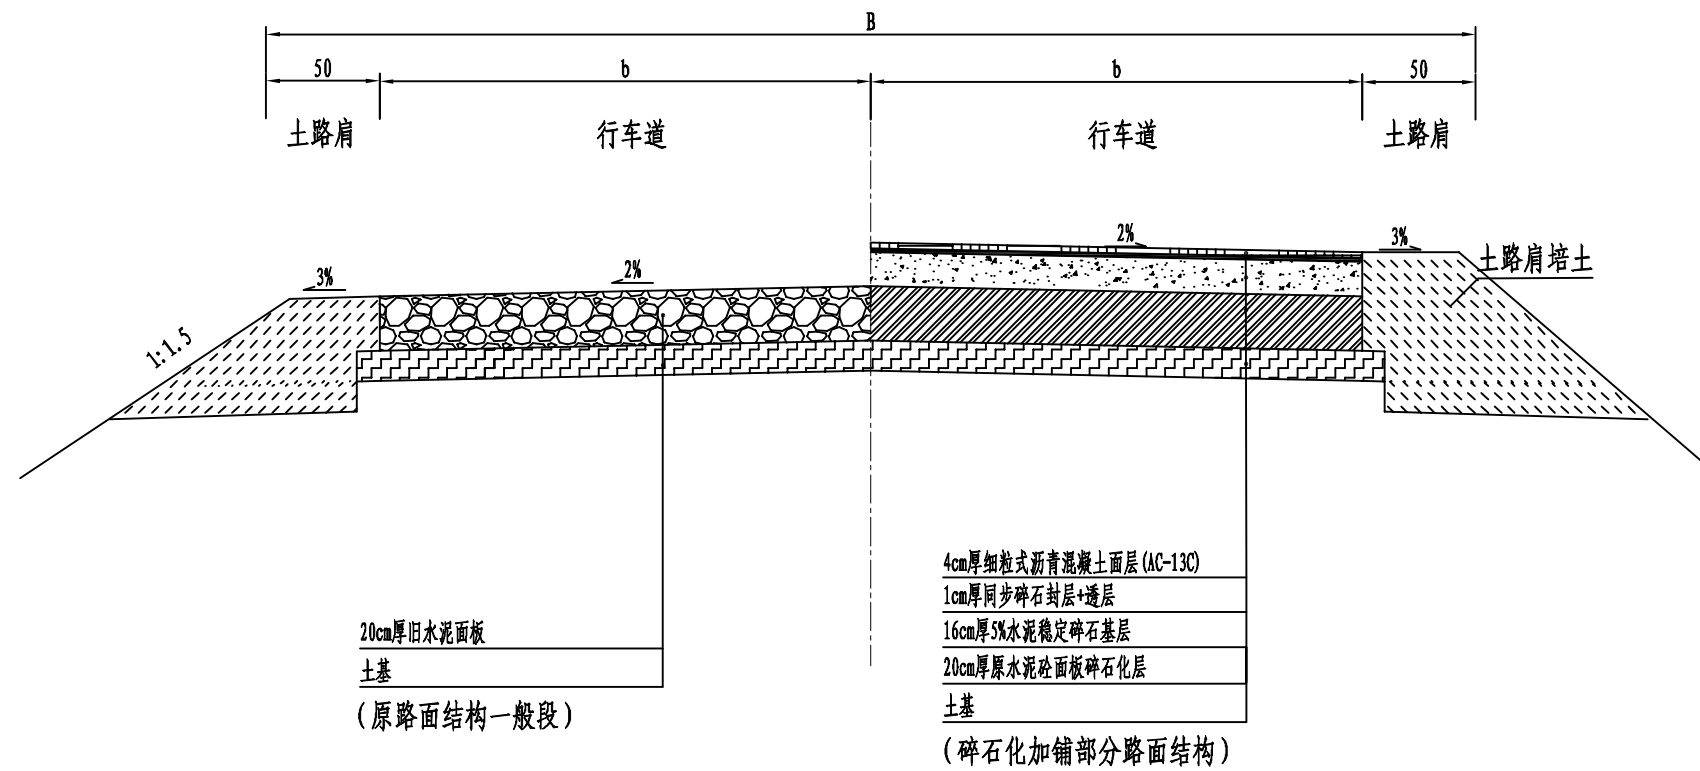 B
50
b
b
50
土路肩
行车道
行车道
土路肩
2%
3%
土路肩培土
3%
2%
1:1.5
4cm厚细粒式沥青混凝土面层(AC-13C)
1cm厚同步碎石封层+透层
16cm厚5%水泥稳定碎石基层
20cm厚原水泥砼面板碎石化层
土基
(碎石化加铺部分路面结构)
20cm厚旧水泥面板
土基
(原路面结构一般段)